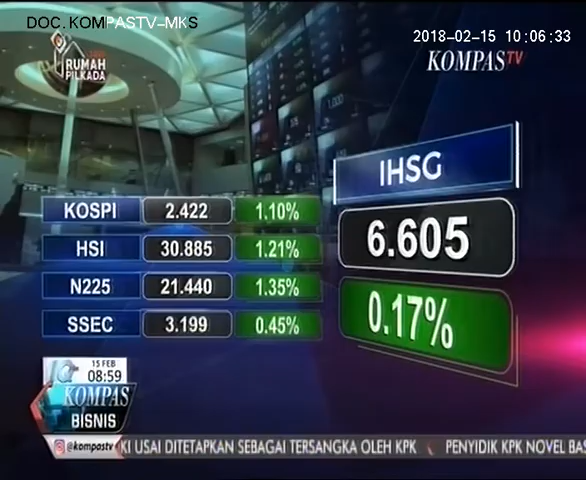 DOC.KOMPASTV-MKS
2018-02-15 10:06:33
RUMAH
PILKADA
KOMPAS TV
IHSG
KOSPI 2.422 1.10%
6.605
HSI 30.885 1.21%
N225 21.440 1.35%
0.17%
SSEC 3.199 0.45%
15 FEB
08:59
KOMPAS
BISNIS
@kompastv KI USAI DITETAPKAN SEBAGAI TERSANGKA OLEH KPK PENYIDIK KPK NOVEL BAS